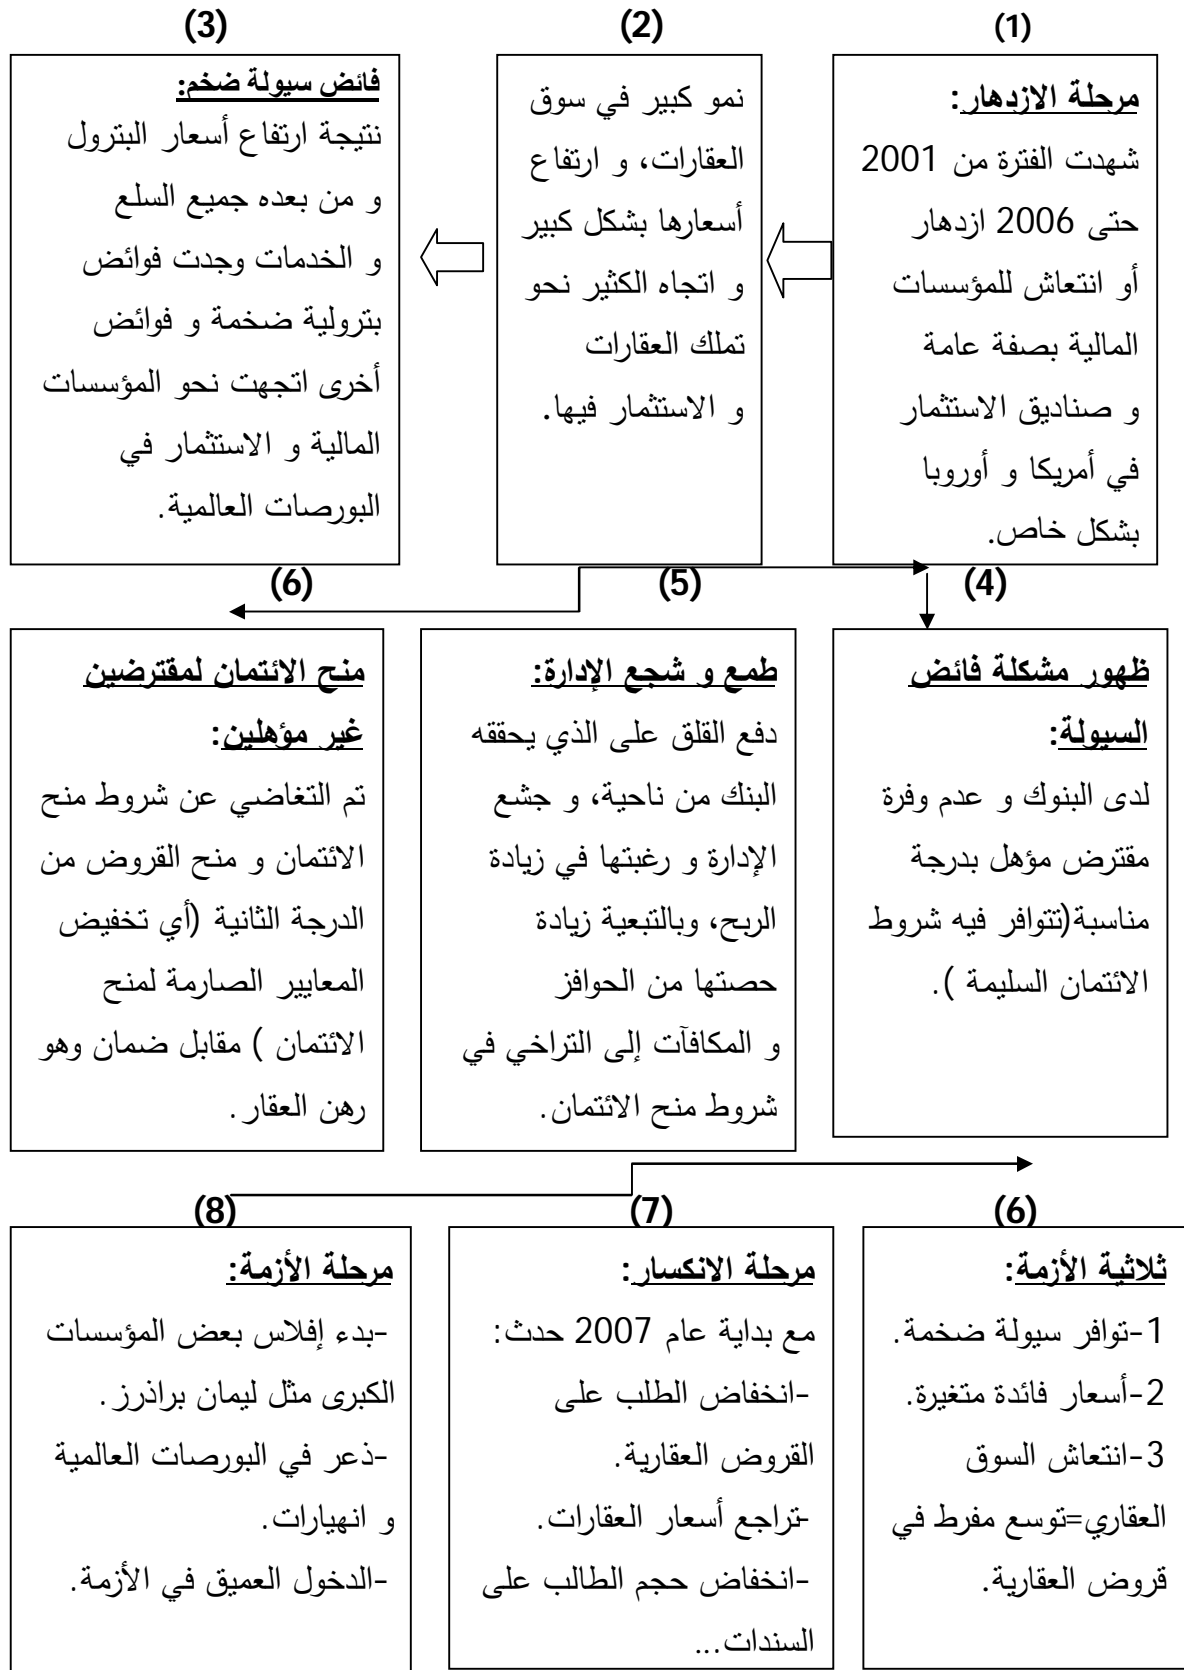 (1)
مرحلة الازدهار:
شهدت الفترة من 2001
حتى 2006 ازدهار
أو انتعاش للمؤسسات
المالية بصفة عامة
و صناديق الاستثمار
في أمريكا و أوروبا
بشكل خاص.
(2)
نمو كبير في سوق
العقارات، و ارتفاع
أسعارها بشكل كبير
و اتجاه الكثير نحو
تملك العقارات
و الاستثمار فيها.
(3)
فائض سيولة ضخم:
نتيجة ارتفاع أسعار البترول
و من بعده جميع السلع
و الخدمات وجدت فوائض
بترولية ضخمة و فوائض
أخرى اتجهت نحو المؤسسات
المالية و الاستثمار في
البورصات العالمية.
(4)
ظهور مشكلة فائض
السيولة:
لدى البنوك و عدم وفرة
مقترض مؤهل بدرجة
مناسبة(تتوافر فيه شروط
الائتمان السليمة ).
(5)
طمع و شجع الإدارة:
دفع القلق على الذي يحققه
البنك من ناحية، و جشع
الإدارة و رغبتها في زيادة
الربح، وبالتبعية زيادة
حصتها من الحوافز
و المكافآت إلى التراخي في
شروط منح الائتمان.
(6)
منح الائتمان لمقترضين
غير مؤهلين:
تم التغاضي عن شروط منح
الائتمان و منح القروض من
الدرجة الثانية (أي تخفيض
المعايير الصارمة لمنح
الائتمان ) مقابل ضمان وهو
رهن العقار.
(6)
ثلاثية الأزمة:
1-توافر سيولة ضخمة.
2-أسعار فائدة متغيرة.
3-انتعاش السوق
العقاري=توسع مفرط في
قروض العقارية.
(7)
مرحلة الانكسار:
مع بداية عام 2007 حدث:
-انخفاض الطلب على
القروض العقارية.
-تراجع أسعار العقارات.
-انخفاض حجم الطالب على
السندات...
(8)
مرحلة الأزمة:
-بدء إفلاس بعض المؤسسات
الكبرى مثل ليمان براذرز.
-ذعر في البورصات العالمية
و انهيارات.
-الدخول العميق في الأزمة.